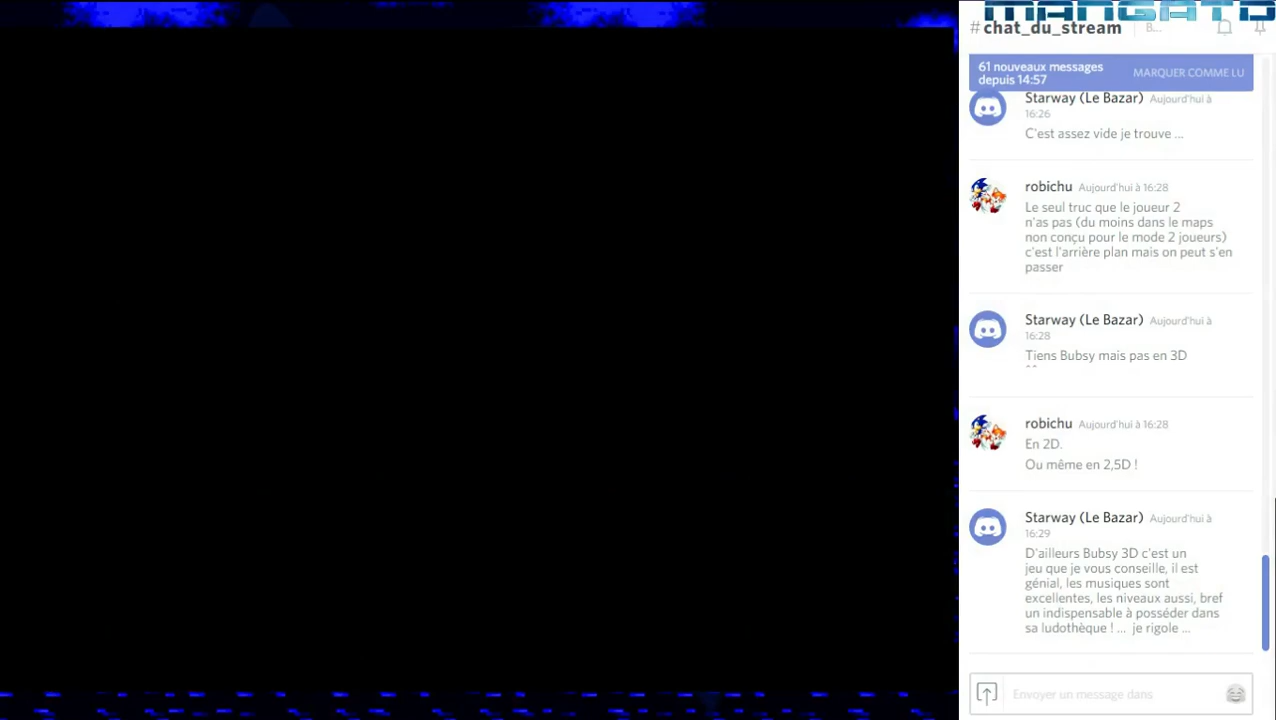 MANGATD
#chat_du_stream
B...
61 nouveaux messages
depuis 14:57
MARQUER COMME LU
Starway (Le Bazar) Aujourd'hui à
16:26
C'est assez vide je trouve ...
robichu Aujourd'hui à 16:28
Le seul truc que le joueur 2
n'as pas (du moins dans le maps
non conçu pour le mode 2 joueurs)
c'est l'arrière plan mais on peut s'en
passer
Starway (Le Bazar) Aujourd'hui à
16:28
Tiens Bubsy mais pas en 3D
^^
robichu Aujourd'hui à 16:28
En 2D.
Ou même en 2,5D !
Starway (Le Bazar) Aujourd'hui à
16:29
D'ailleurs Bubsy 3D c'est un
jeu que je vous conseille, il est
génial, les musiques sont
excellentes, les niveaux aussi, bref
un indispensable à posséder dans
sa ludothèque ! ... je rigole ...
Envoyer un message dans